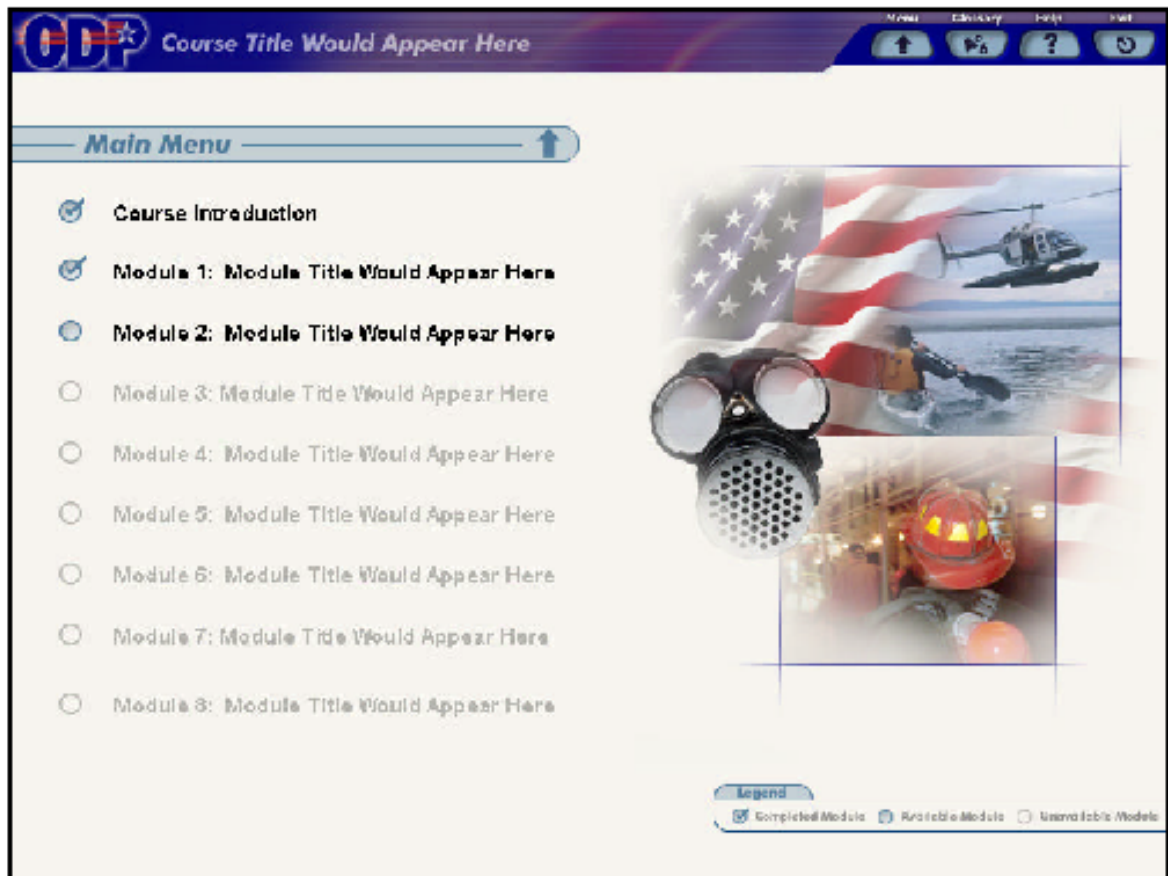 CDP
Course Title Would Appear Here
Menu Glossary Help Exit
?
Main Menu
Course Introduction
Module 1: Module Title Would Appear Here
Module 2: Module Title Would Appear Here
Module 3: Module Title Would Appear Here
Module 4: Module Title Would Appear Here
Module 5: Module Title Would Appear Here
Module 6: Module Title Would Appear Here
Module 7: Module Title Would Appear Here
Module 8: Module Title Would Appear Here
Legend
Completed Module Available Module Unavailable Module